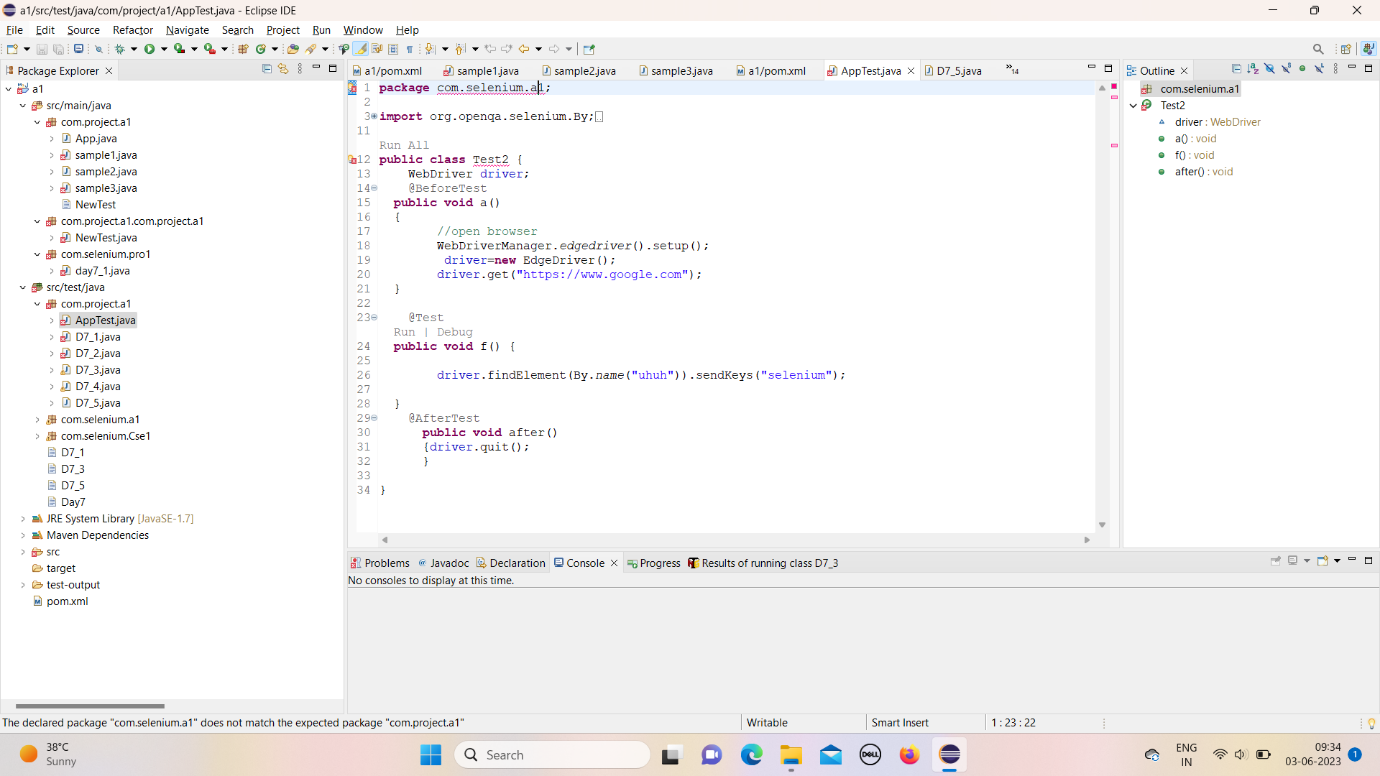 a1/src/test/java/com/project/a1/AppTest.java - Eclipse IDE
File Edit Source Refactor Navigate Search Project Run Window Help
Package Explorer
a1
src/main/java
com.project.a1
App.java
sample1.java
sample2.java
sample3.java
NewTest
com.project.a1.com.project.a1
NewTest.java
com.selenium.pro1
day7_1.java
src/test/java
com.project.a1
AppTest.java
D7_1.java
D7_2.java
D7_3.java
D7_4.java
D7_5.java
com.selenium.a1
com.selenium.Cse1
D7_1
D7_3
D7_5
Day7
JRE System Library [JavaSE-1.7]
Maven Dependencies
src
target
test-output
pom.xml
a1/pom.xml sample1.java sample2.java sample3.java a1/pom.xml AppTest.java D7_5.java »14
1 package com.selenium.a1;
2
3 import org.openqa.selenium.By;
11
Run All
12 public class Test2 {
13 WebDriver driver;
14 @BeforeTest
15 public void a()
16 {
17 //open browser
18 WebDriverManager.edgedriver().setup();
19 driver=new EdgeDriver();
20 driver.get("https://www.google.com");
21 }
22
23 @Test
Run | Debug
24 public void f() {
25
26 driver.findElement(By.name("uhuh")).sendKeys("selenium");
27
28 }
29 @AfterTest
30 public void after()
31 {driver.quit();
32 }
33
34 }
Outline
com.selenium.a1
Test2
driver : WebDriver
a() : void
f() : void
after() : void
Problems @ Javadoc Declaration Console Progress Results of running class D7_3
No consoles to display at this time.
The declared package "com.selenium.a1" does not match the expected package "com.project.a1"
Writable Smart Insert 1 : 23 : 22
38°C
Sunny
Search
DELL
ENG
IN
09:34
03-06-2023
1